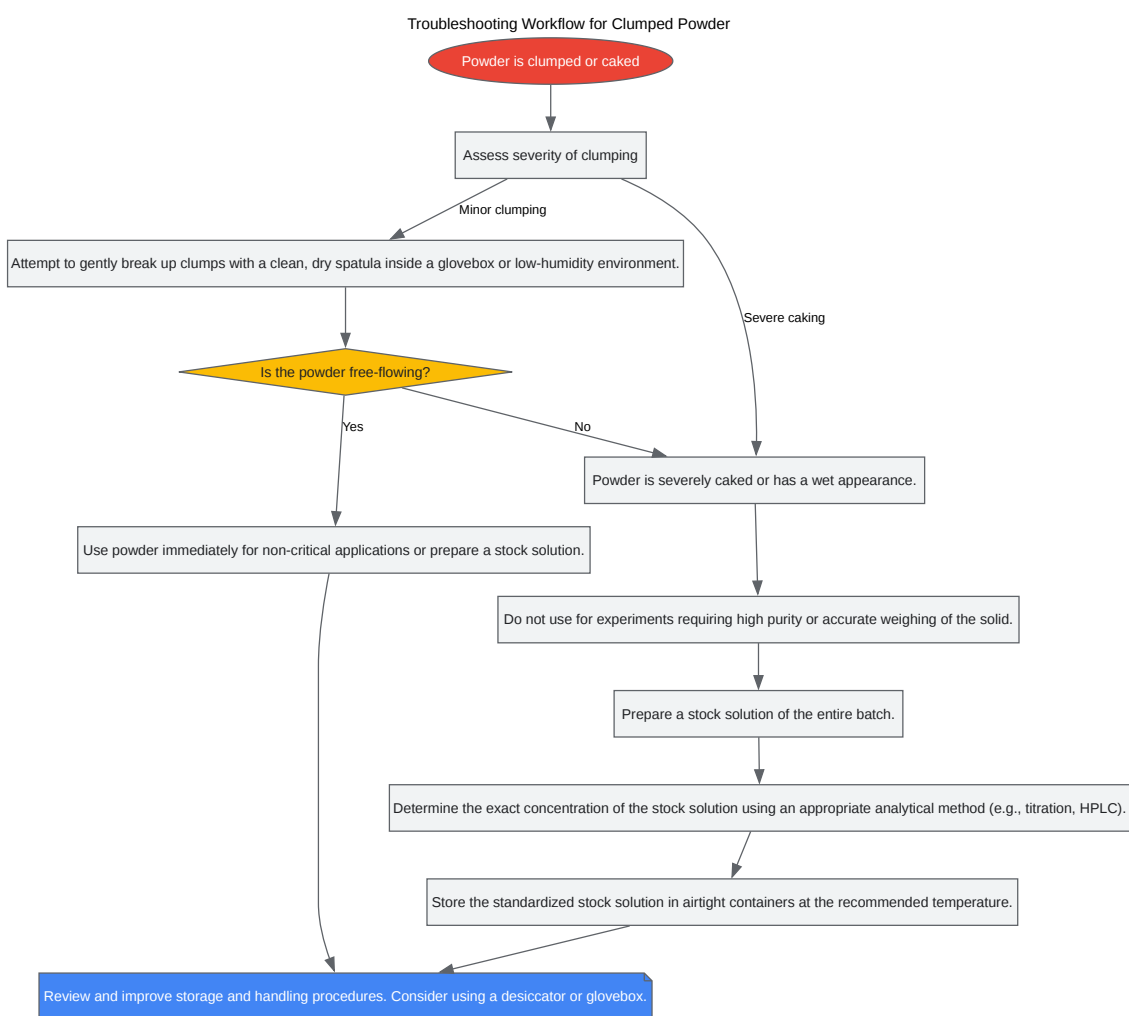 Troubleshooting Workflow for Clumped Powder
Powder is clumped or caked
Assess severity of clumping
Minor clumping
Attempt to gently break up clumps with a clean, dry spatula inside a glovebox or low-humidity environment.
Severe caking
Is the powder free-flowing?
Yes
No
Powder is severely caked or has a wet appearance.
Use powder immediately for non-critical applications or prepare a stock solution.
Do not use for experiments requiring high purity or accurate weighing of the solid.
Prepare a stock solution of the entire batch.
Determine the exact concentration of the stock solution using an appropriate analytical method (e.g., titration, HPLC).
Store the standardized stock solution in airtight containers at the recommended temperature.
Review and improve storage and handling procedures. Consider using a desiccator or glovebox.